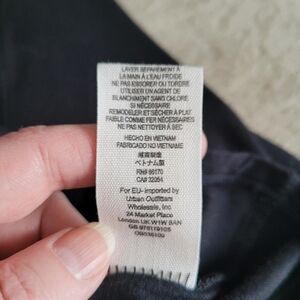 LAVER SÉPARÉMENT À
LA MAIN À L'EAU FROIDE
NE PAS ESSORER OU TORDRE
UTILISER UN AGENT DE
BLANCHIMENT SANS CHLORE
SI NÉCESSAIRE
REMODELER ET SÉCHER À PLAT
FAIBLE COMME FER NÉCESSAIRES
NE PAS NETTOYER À SEC
HECHO EN VIETNAM
FABRICADO NO VIETNAME
越南制造
ベトナム製
RN# 66170
CA# 32054
For EU- imported by
Urban Outfitters
Wholesale, Inc.
24 Market Place
London UK W1W 8AN
GB 978119105